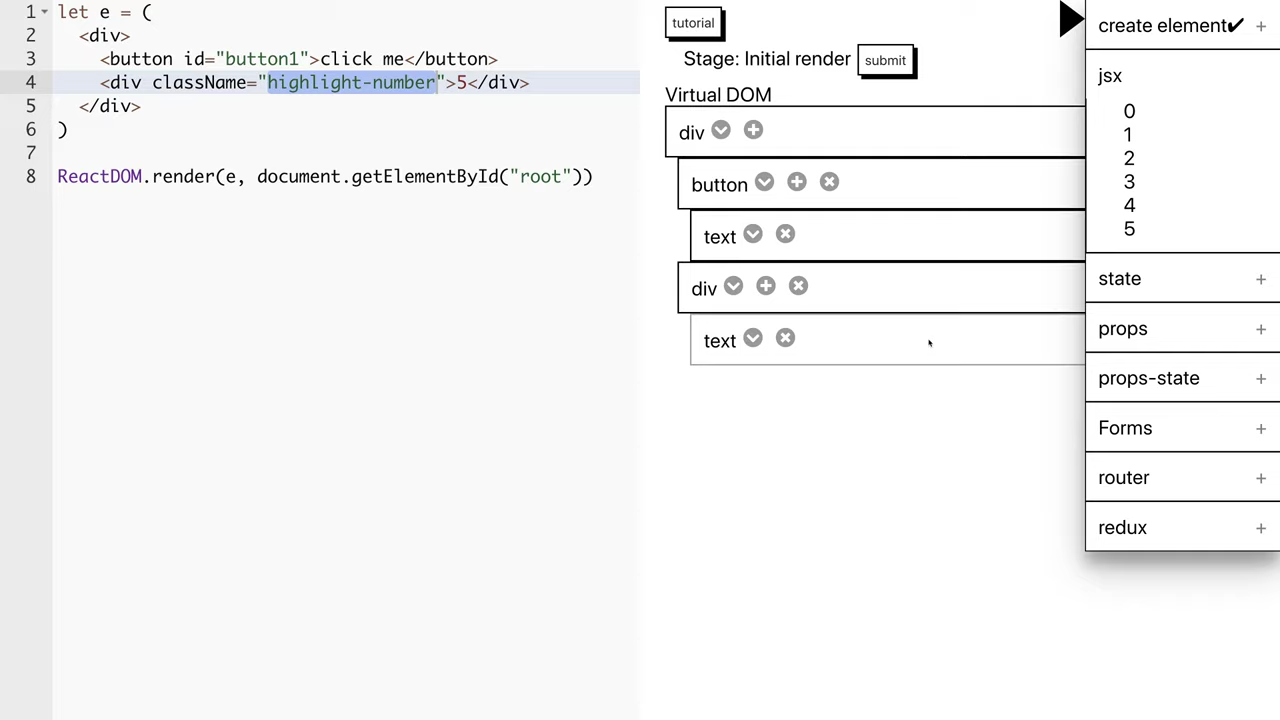 1 let e = (
2 <div>
3 <button id="button1">click me</button>
4 <div className="highlight-number">5</div>
5 </div>
6 )
7
8 ReactDOM.render(e, document.getElementById("root"))
tutorial
Stage: Initial render submit
Virtual DOM
div
button
text
div
text
create element✔ +
jsx
0
1
2
3
4
5
state +
props +
props-state +
Forms +
router +
redux +